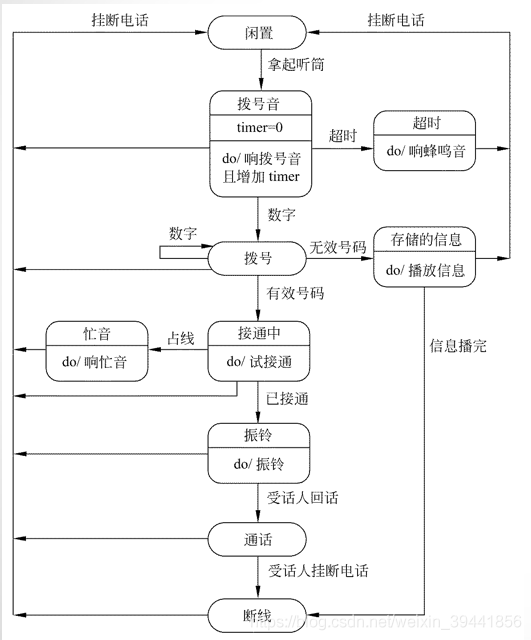 挂断电话
闲置
挂断电话
拿起听筒
拨号音
timer=0
do/ 响拨号音
且增加 timer
超时
超时
do/ 响蜂鸣音
数字
数字
拨号
无效号码
存储的信息
do/ 播放信息
有效号码
忙音
do/ 响忙音
占线
接通中
do/ 试接通
信息播完
已接通
振铃
do/ 振铃
受话人回话
通话
受话人挂断电话
断线
https://blog.csdn.net/weixin_39441856